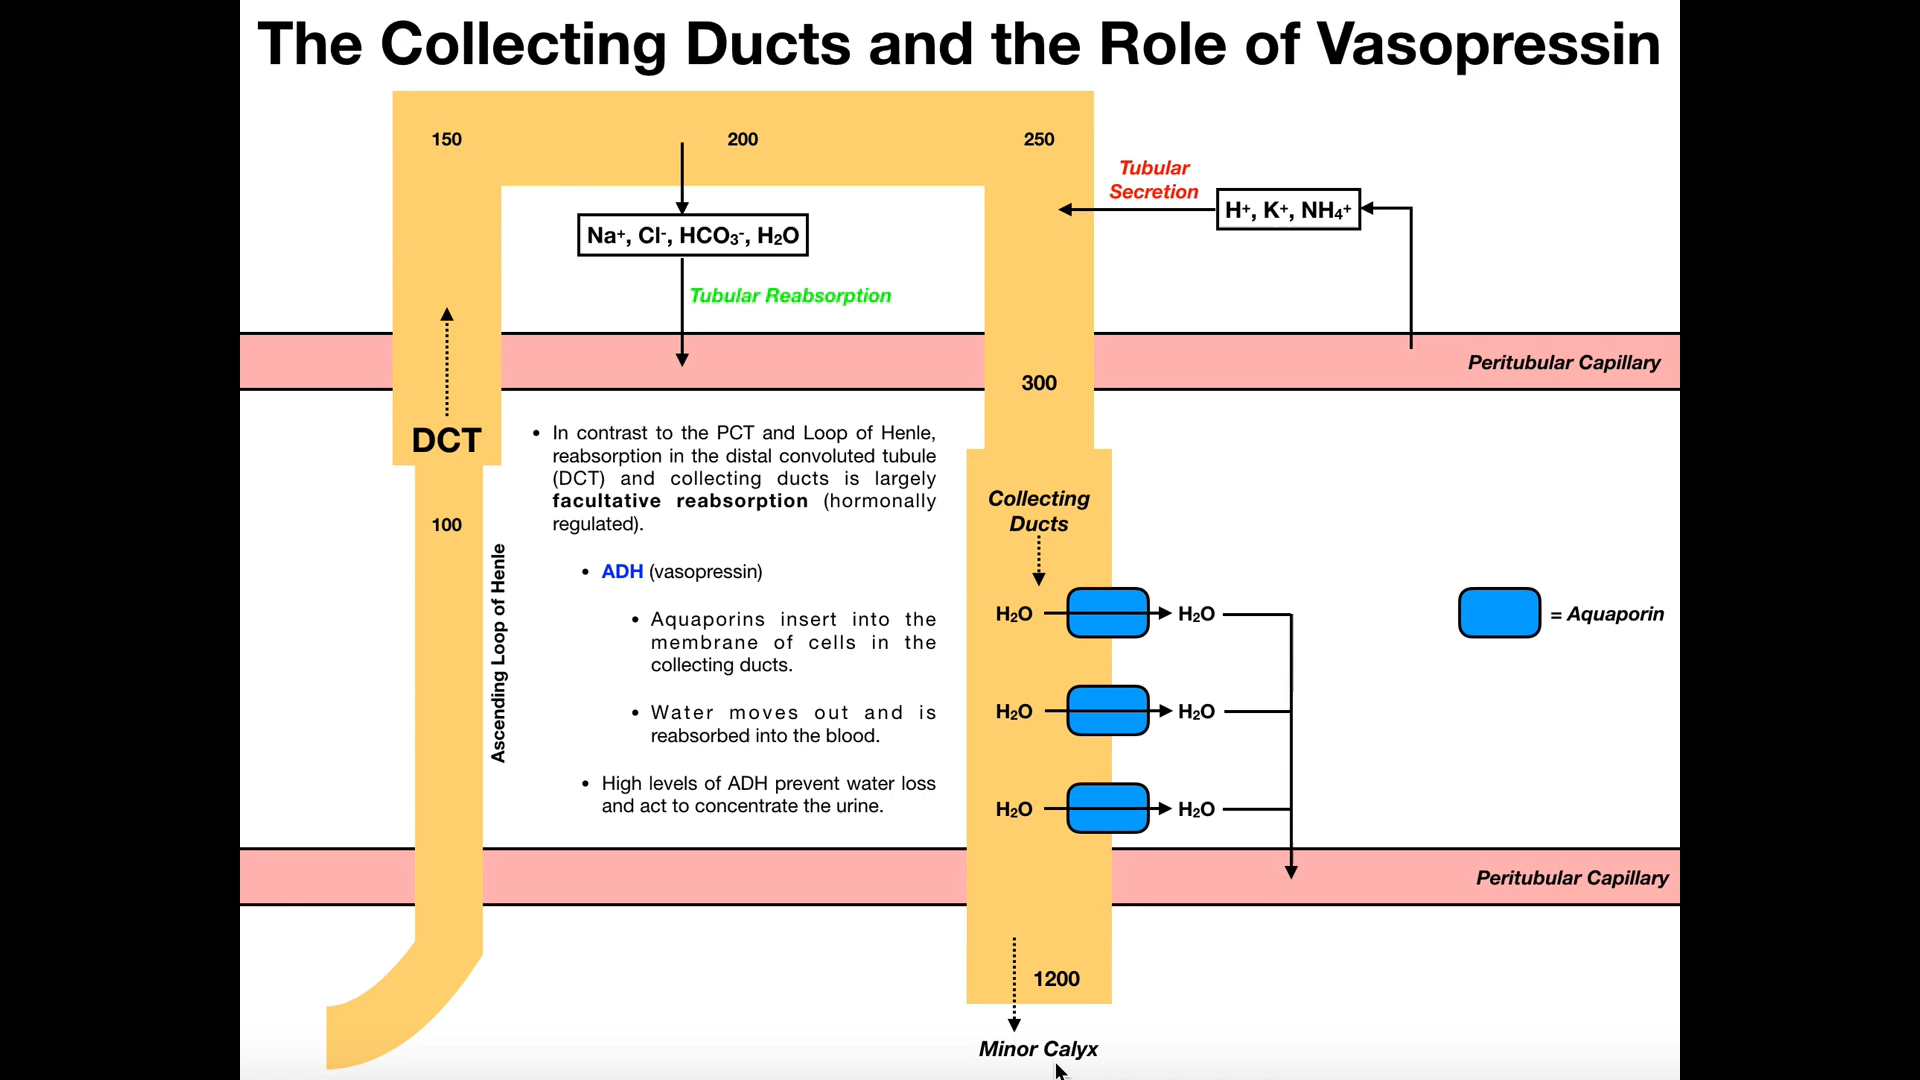 The Collecting Ducts and the Role of Vasopressin
150
200
250
Tubular
Secretion
H⁺, K⁺, NH₄⁺
Na⁺, Cl⁻, HCO₃⁻, H₂O
Tubular Reabsorption
Peritubular Capillary
300
DCT
• In contrast to the PCT and Loop of Henle,
reabsorption in the distal convoluted tubule
(DCT) and collecting ducts is largely
facultative reabsorption (hormonally
regulated).
100
Ascending Loop of Henle
• ADH (vasopressin)
• Aquaporins insert into the
membrane of cells in the
collecting ducts.
• Water moves out and is
reabsorbed into the blood.
• High levels of ADH prevent water loss
and act to concentrate the urine.
Collecting
Ducts
H₂O H₂O
= Aquaporin
H₂O H₂O
H₂O H₂O
Peritubular Capillary
1200
Minor Calyx